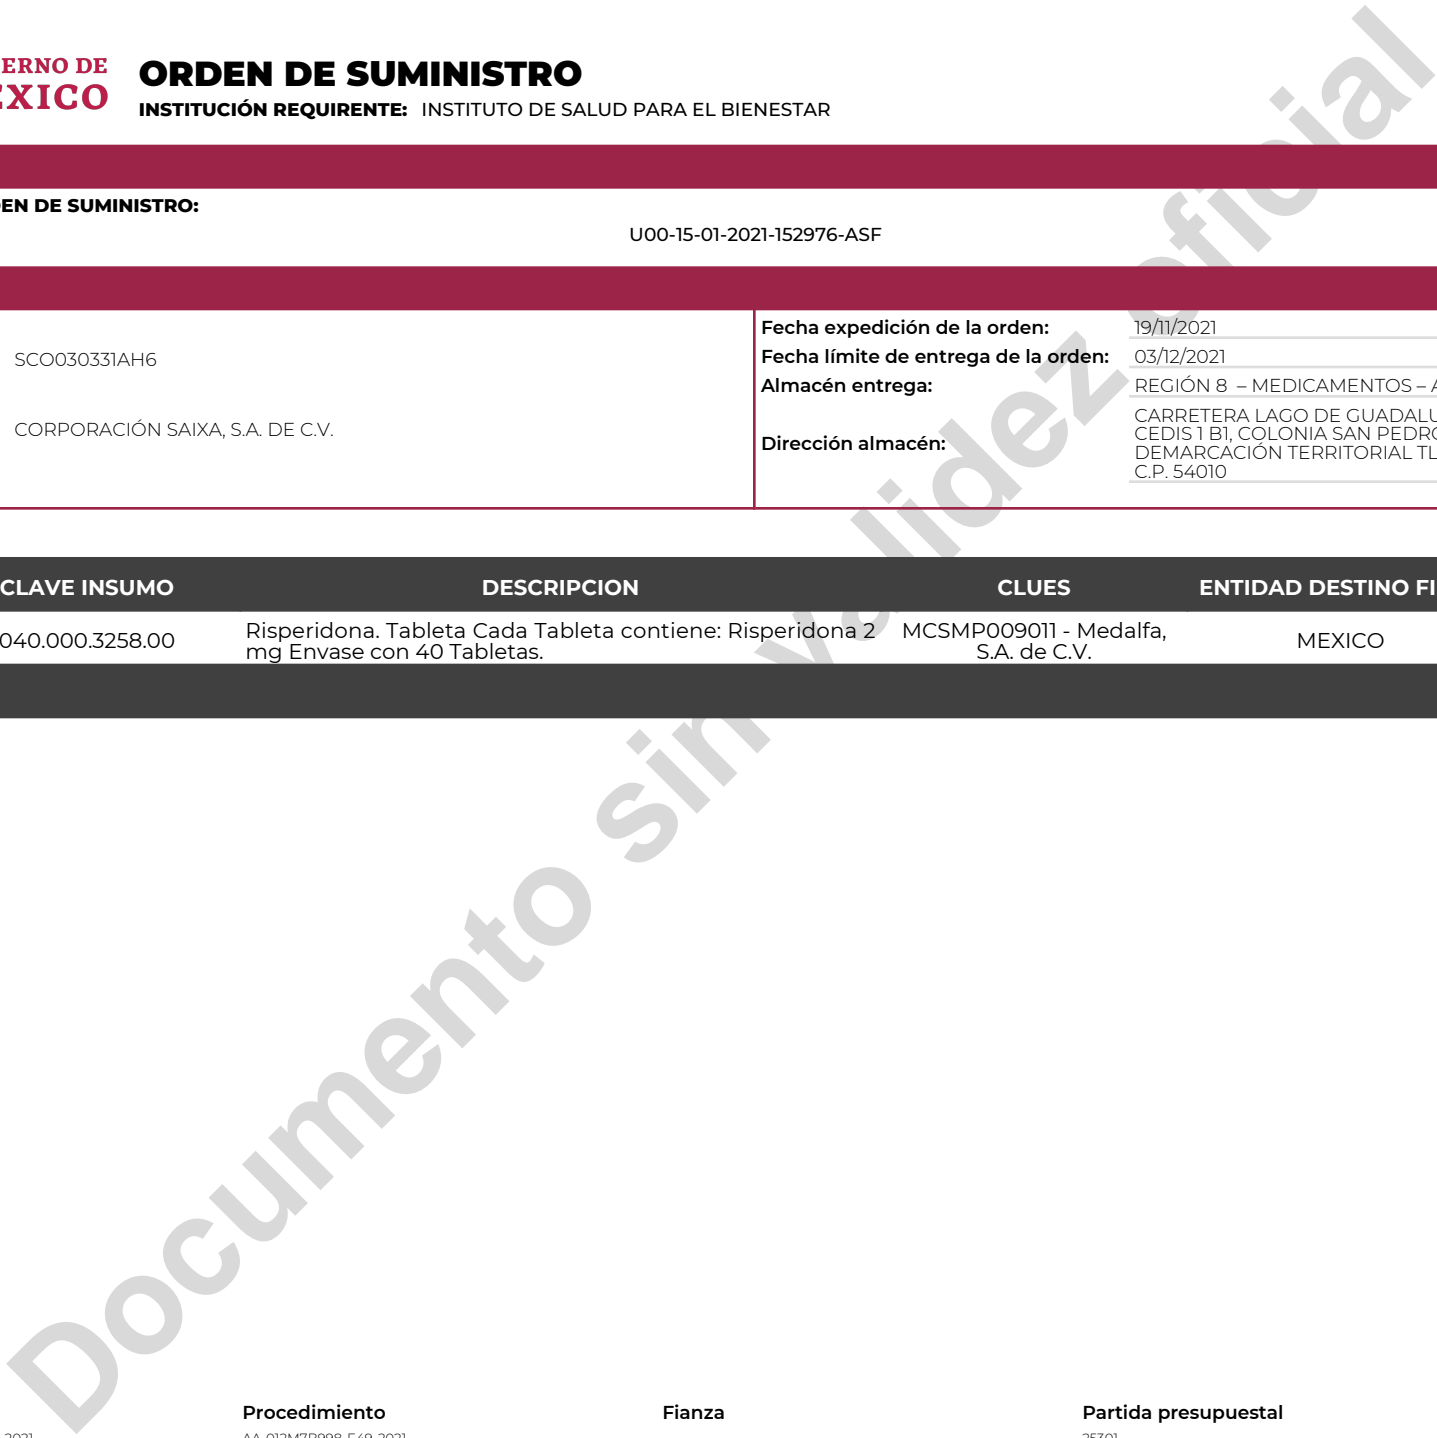 ERNO DE
ÉXICO
ORDEN DE SUMINISTRO
INSTITUCIÓN REQUIRENTE: INSTITUTO DE SALUD PARA EL BIENESTAR
EN DE SUMINISTRO:
U00-15-01-2021-152976-ASF
SCO030331AH6
CORPORACIÓN SAIXA, S.A. DE C.V.
Fecha expedición de la orden: 19/11/2021
Fecha límite de entrega de la orden: 03/12/2021
Almacén entrega: REGIÓN 8 – MEDICAMENTOS – A
Dirección almacén:
CARRETERA LAGO DE GUADALU
CEDIS 1 B1, COLONIA SAN PEDRO
DEMARCACIÓN TERRITORIAL TL
C.P. 54010
CLAVE INSUMO DESCRIPCION CLUES ENTIDAD DESTINO FI
040.000.3258.00
Risperidona. Tableta Cada Tableta contiene: Risperidona 2
mg Envase con 40 Tabletas.
MCSMP009011 - Medalfa,
S.A. de C.V.
MEXICO
Documento sin validez oficial
Procedimiento Fianza Partida presupuestal